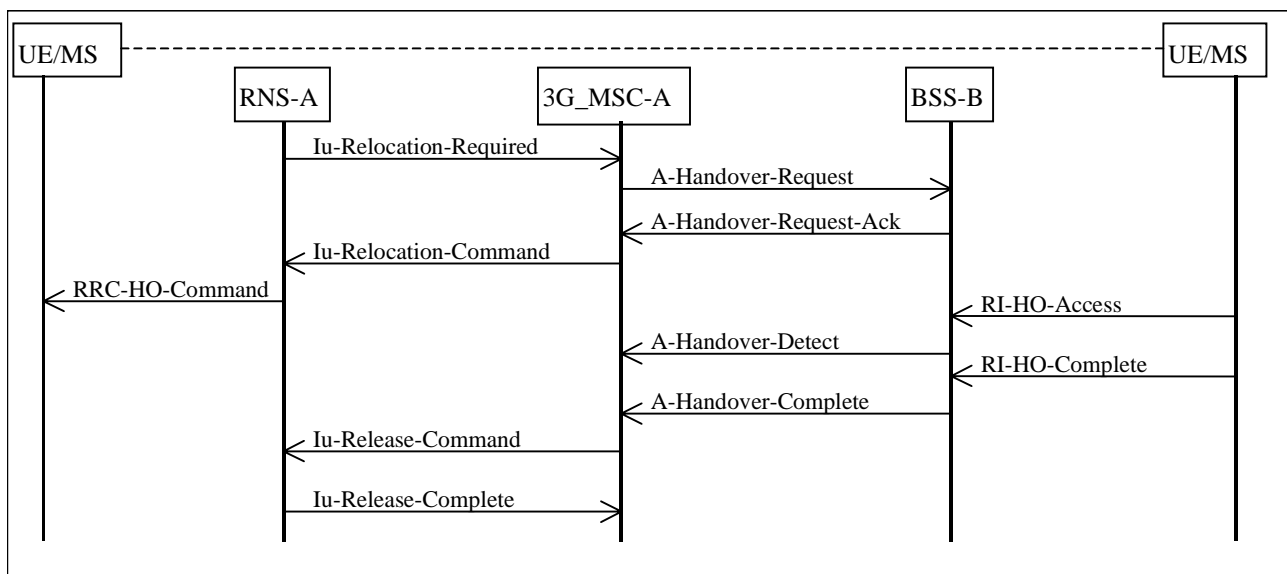 UE/MS
UE/MS
RNS-A
3G_MSC-A
BSS-B
Iu-Relocation-Required
A-Handover-Request
A-Handover-Request-Ack
Iu-Relocation-Command
RRC-HO-Command
RI-HO-Access
A-Handover-Detect
RI-HO-Complete
A-Handover-Complete
Iu-Release-Command
Iu-Release-Complete